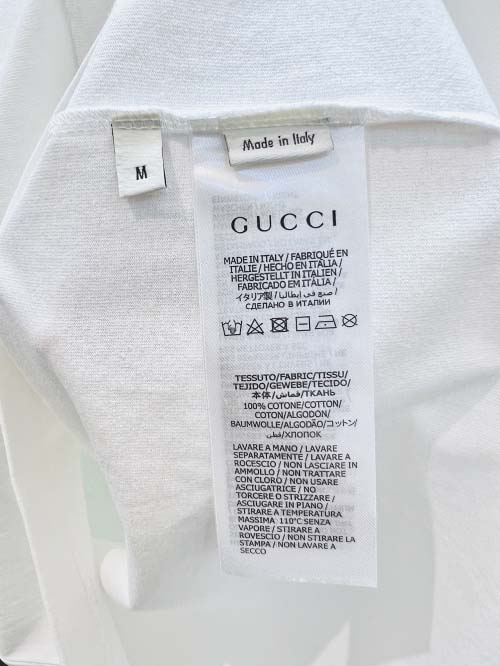 M
Made in Italy
GUCCI
MADE IN ITALY / FABRIQUÉ EN
ITALIE / HECHO EN ITALIA /
HERGESTELLT IN ITALIEN /
FABRICADO EM ITÁLIA /
イタリア製 / صنع في إيطاليا /
СДЕЛАНО В ИТАЛИИ
TESSUTO/FABRIC/TISSU/
TEJIDO/GEWEBE/TECIDO/
本体/قماش/ТКАНЬ
100% COTONE/COTTON/
COTON/ALGODON/
BAUMWOLLE/ALGODÃO/コットン/
قطن/ХЛОПОК
LAVARE A MANO / LAVARE
SEPARATAMENTE / LAVARE A
ROCESCIO / NON LASCIARE IN
AMMOLLO / NON TRATTARE
CON CLORO / NON USARE
ASCIUGATRICE / NO
TORCERE O STRIZZARE /
ASCIUGARE IN PIANO /
STIRARE A TEMPERATURA
MASSIMA 110°C SENZA
VAPORE / STIRARE A
ROVESCIO / NON STIRARE LA
STAMPA / NON LAVARE A
SECCO